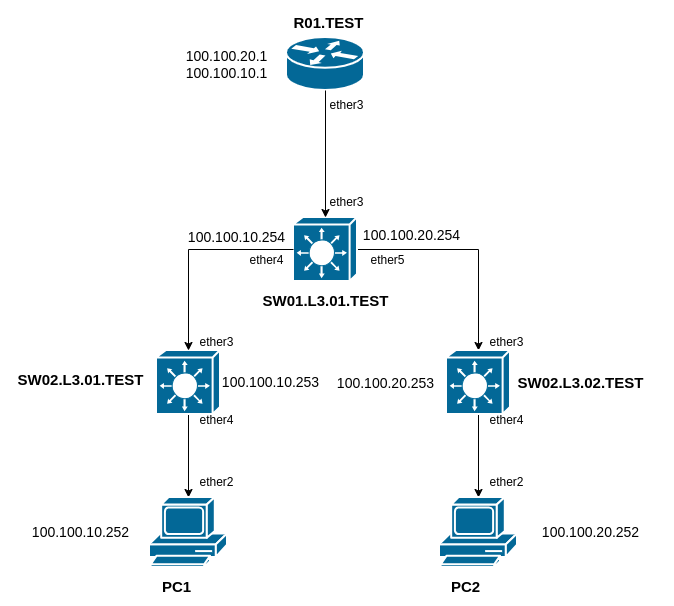 R01.TEST
100.100.20.1
100.100.10.1
ether3
ether3
100.100.10.254
100.100.20.254
ether4
ether5
SW01.L3.01.TEST
ether3
ether3
SW02.L3.01.TEST
100.100.10.253
100.100.20.253
SW02.L3.02.TEST
ether4
ether4
ether2
ether2
100.100.10.252
100.100.20.252
PC1
PC2